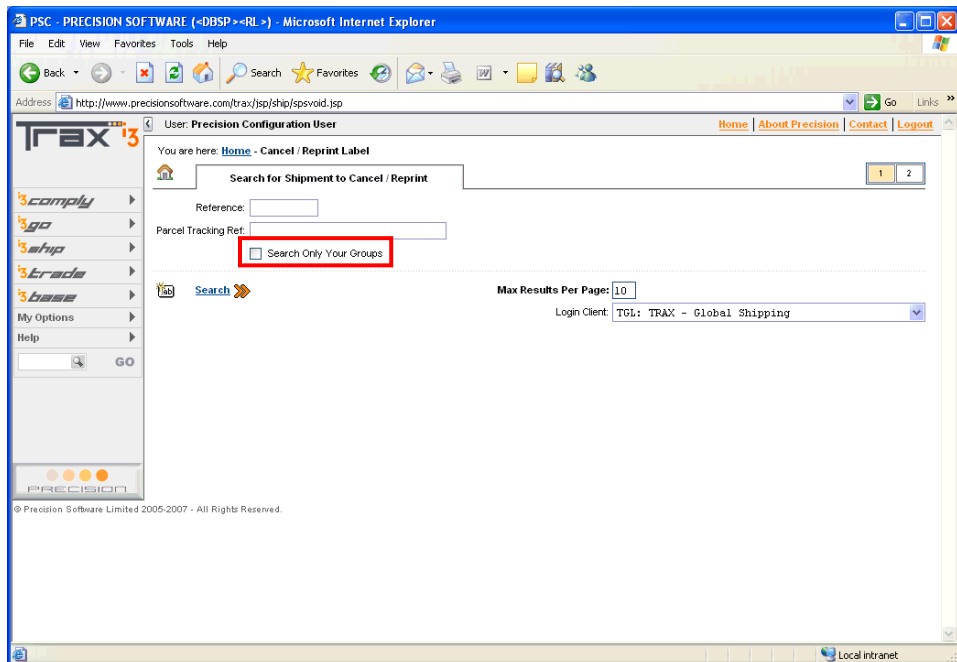 PSC - PRECISION SOFTWARE (<DBSP><RL>) - Microsoft Internet Explorer
File Edit View Favorites Tools Help
Back Search Favorites
Address http://www.precisionsoftware.com/trax/jsp/ship/spsvoid.jsp Go Links »
Trax i3
User: Precision Configuration User
Home | About Precision | Contact | Logout
You are here: Home - Cancel / Reprint Label
Search for Shipment to Cancel / Reprint
1 2
i3comply
i3go
i3ship
i3trade
i3base
My Options
Help
GO
Reference:
Parcel Tracking Ref:
Search Only Your Groups
ab Search
Max Results Per Page: 10
Login Client: TGL: TRAX - Global Shipping
PRECISION
© Precision Software Limited 2005-2007 - All Rights Reserved.
Local intranet